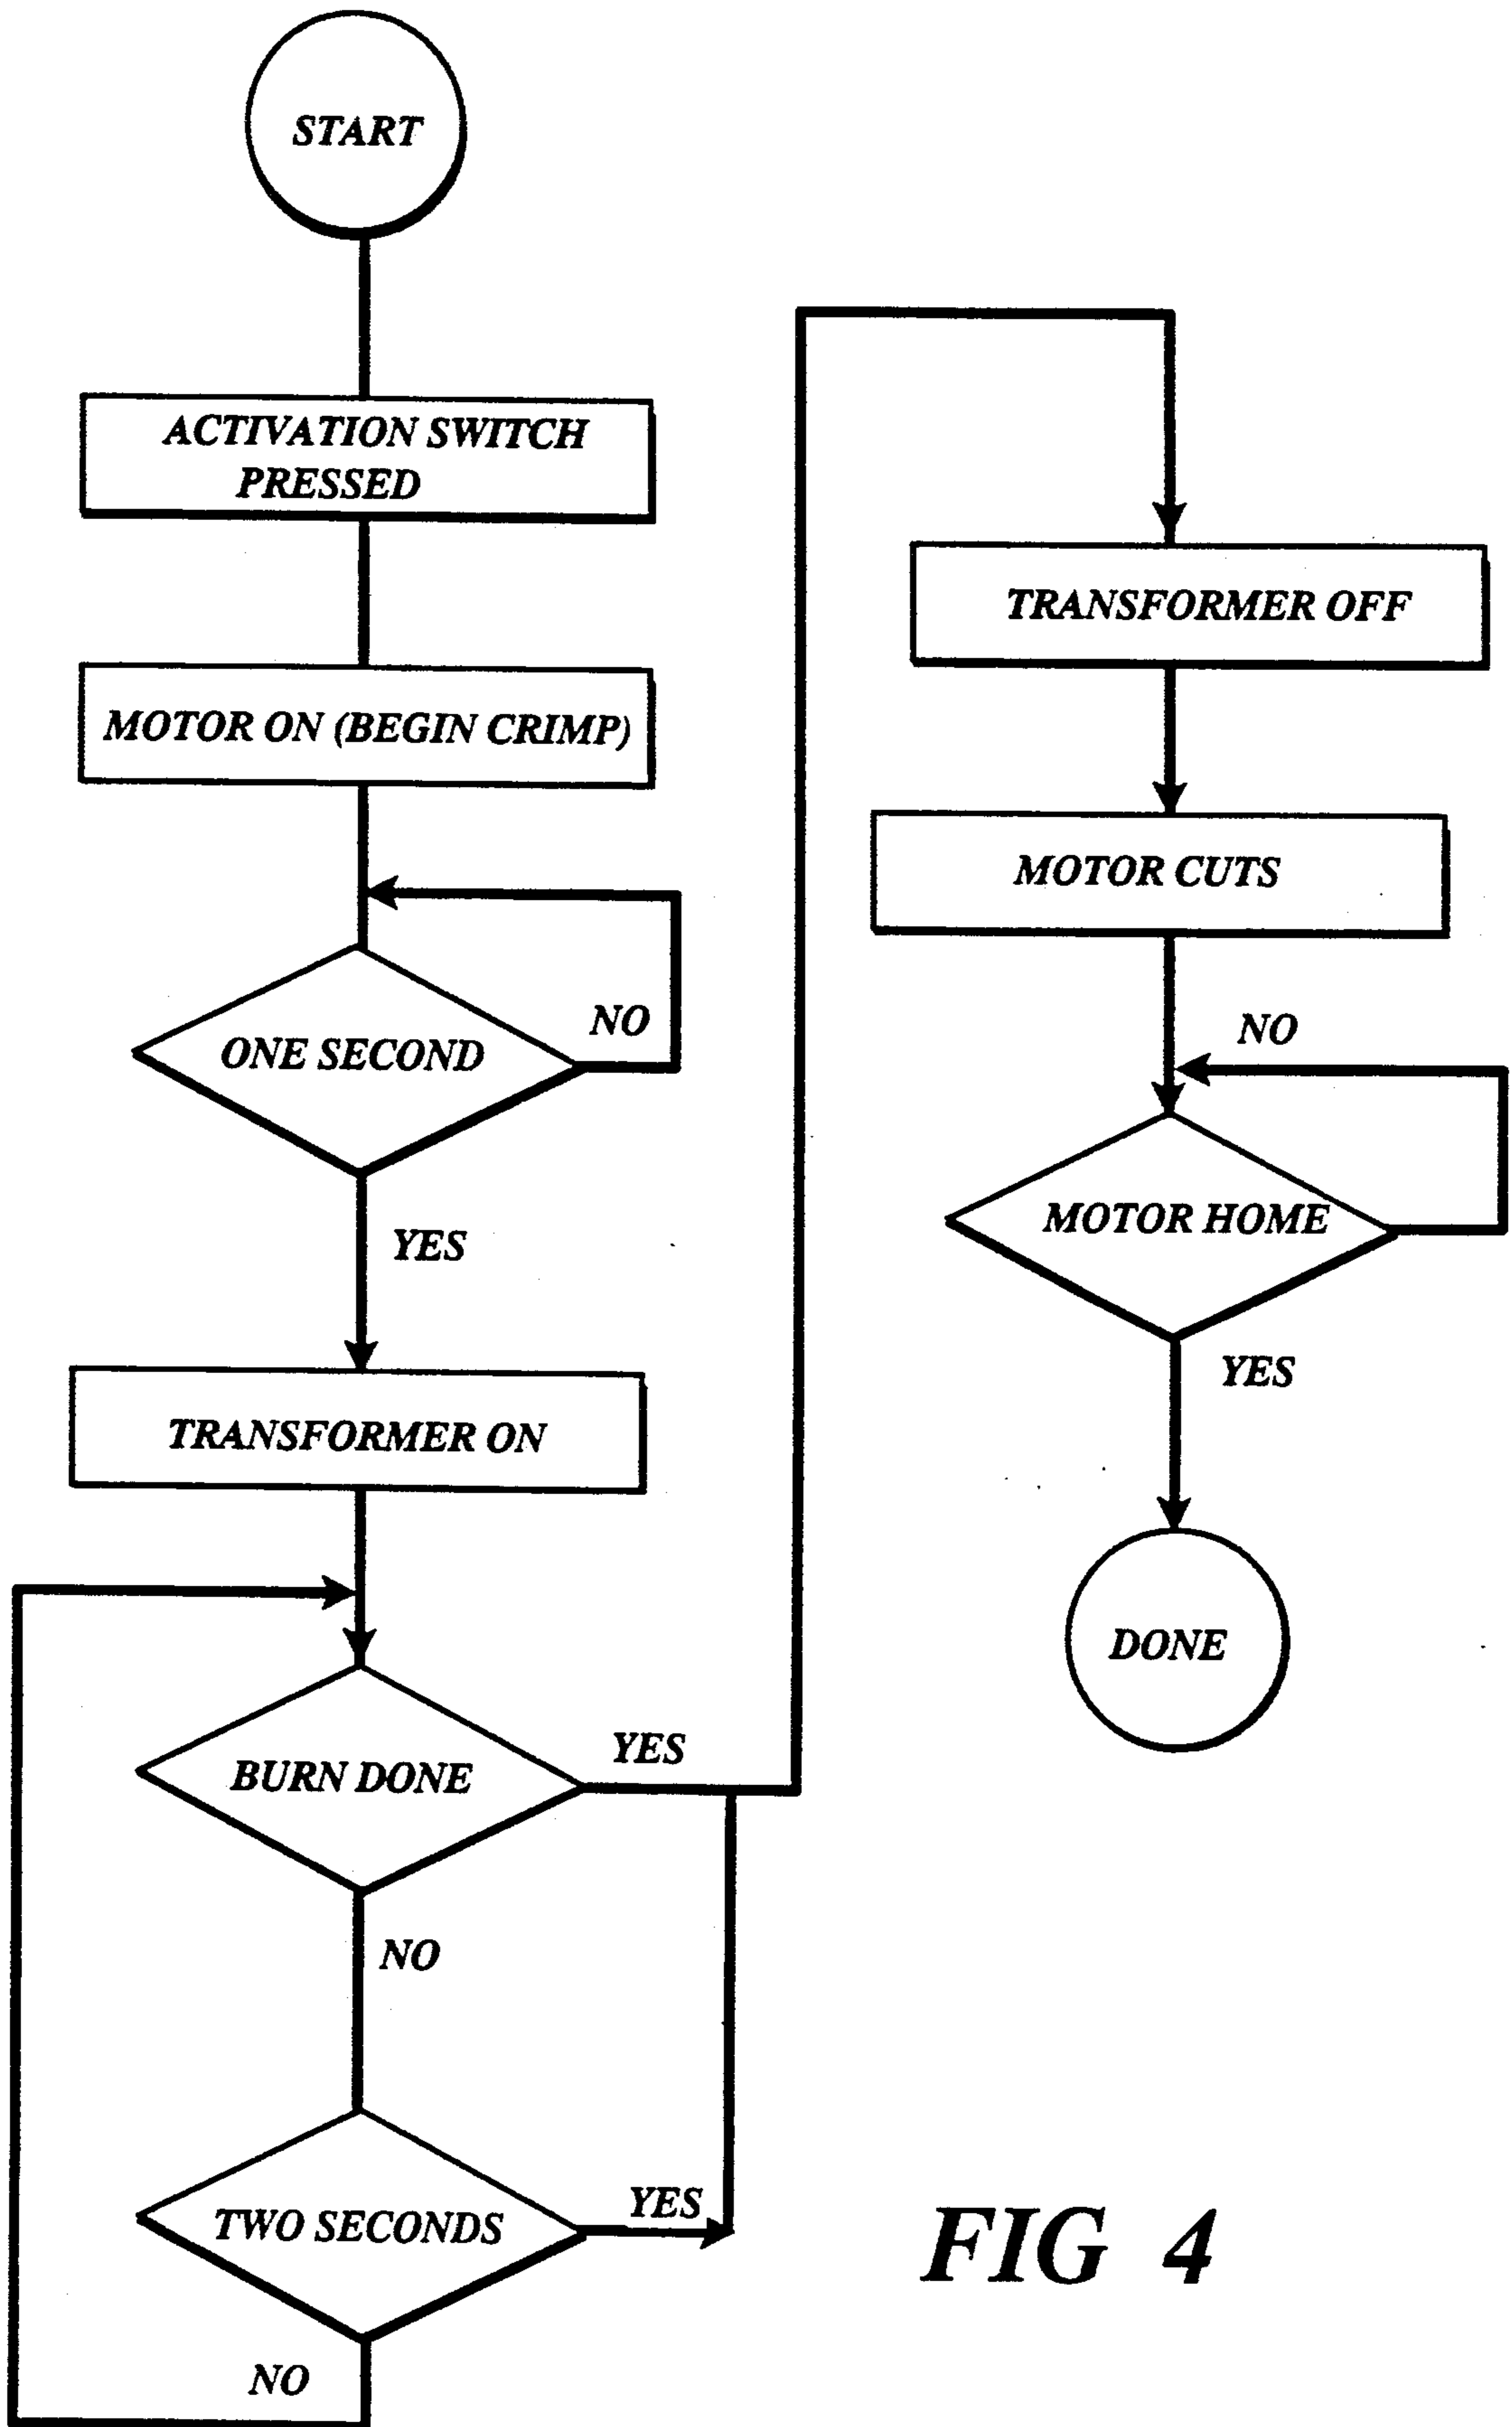 START
ACTIVATION SWITCH
PRESSED
MOTOR ON (BEGIN CRIMP)
NO
ONE SECOND
YES
TRANSFORMER ON
YES
BURN DONE
NO
YES
TWO SECONDS
NO
TRANSFORMER OFF
MOTOR CUTS
NO
MOTOR HOME
YES
DONE
FIG 4